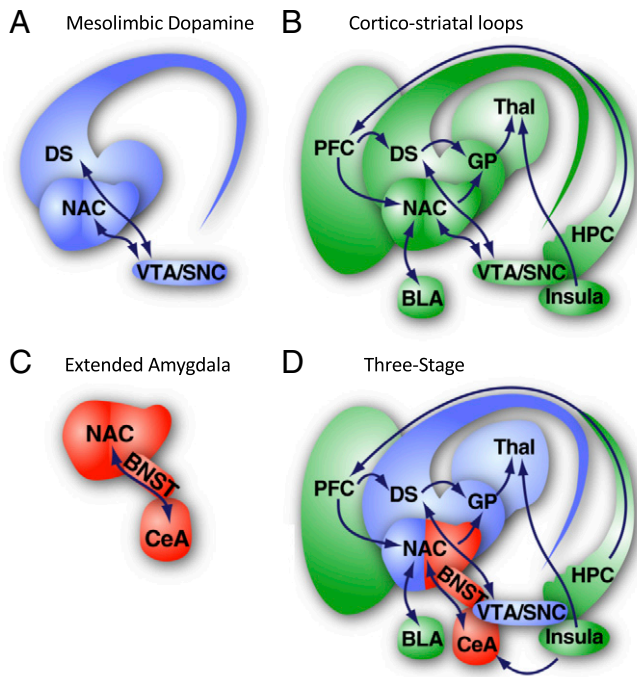 A Mesolimbic Dopamine
DS
NAC
VTA/SNC
B Cortico-striatal loops
Thal
PFC DS GP
NAC
HPC
VTA/SNC
BLA Insula
C Extended Amygdala
NAC
BNST
CeA
D Three-Stage
Thal
PFC DS GP
NAC
BNST HPC
VTA/SNC
BLA CeA Insula